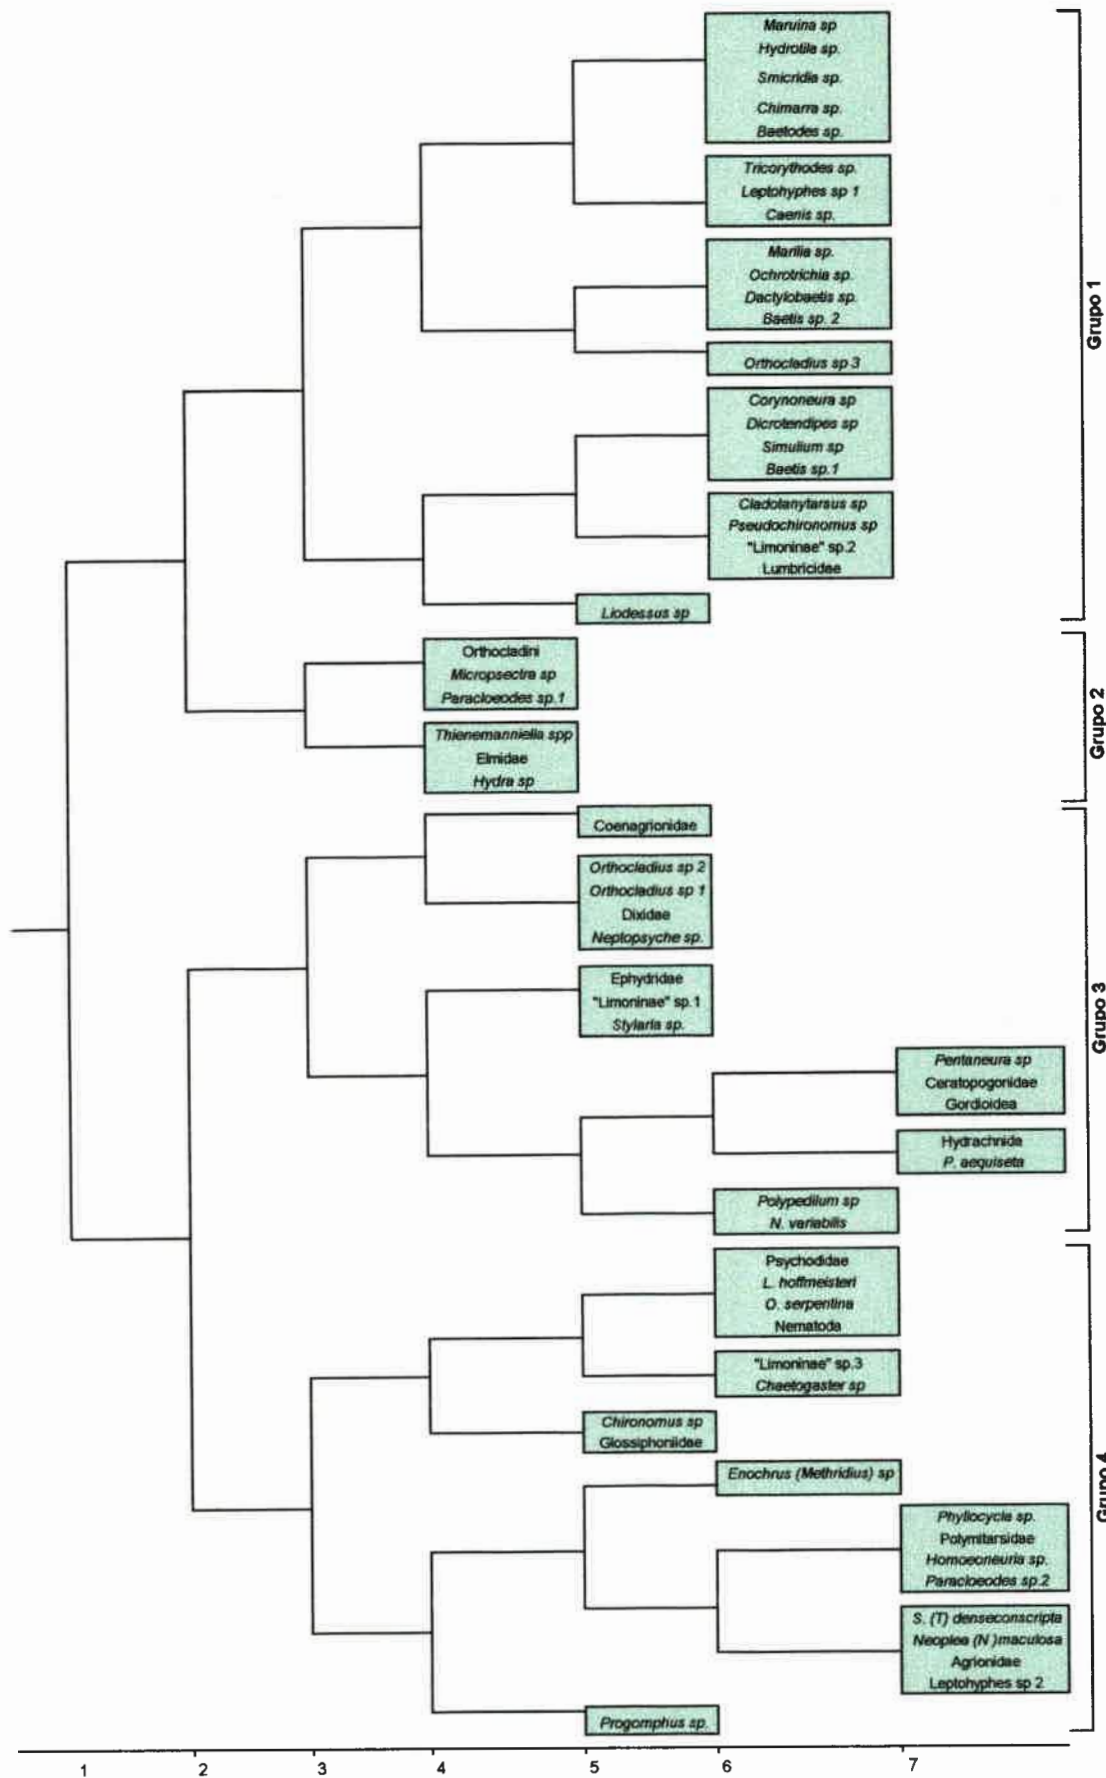 Maruina sp
Hydrotila sp.
Smicridia sp.
Chimarra sp.
Baetodes sp.
Tricorythodes sp.
Leptohyphes sp 1
Caenis sp.
Marilia sp.
Ochrotrichia sp.
Dactylobaetis sp.
Baetis sp. 2
Orthocladius sp 3
Corynoneura sp
Dicrotendipes sp
Simulium sp
Baetis sp.1
Cladotanytarsus sp
Pseudochironomus sp
"Limoninae" sp.2
Lumbricidae
Liodessus sp
Grupo 1
Orthocladini
Micropsectra sp
Paracloeodes sp.1
Thienemanniella spp
Elmidae
Hydra sp
Grupo 2
Coenagrionidae
Orthocladius sp 2
Orthocladius sp 1
Dixidae
Neptopsyche sp.
Ephydridae
"Limoninae" sp.1
Stylaria sp.
Pentaneura sp
Ceratopogonidae
Gordioidea
Hydrachnida
P. aequiseta
Polypedilum sp
N. variabilis
Grupo 3
Psychodidae
L. hoffmeisteri
O. serpentina
Nematoda
"Limoninae" sp.3
Chaetogaster sp
Chironomus sp
Glossiphoniidae
Enochrus (Methridius) sp
Phyllocycla sp.
Polymitarsidae
Homoeoneuria sp.
Paracloeodes sp.2
S. (T) denseconscripta
Neoplea (N )maculosa
Agrionidae
Leptohyphes sp 2
Progomphus sp.
Grupo 4
1 2 3 4 5 6 7